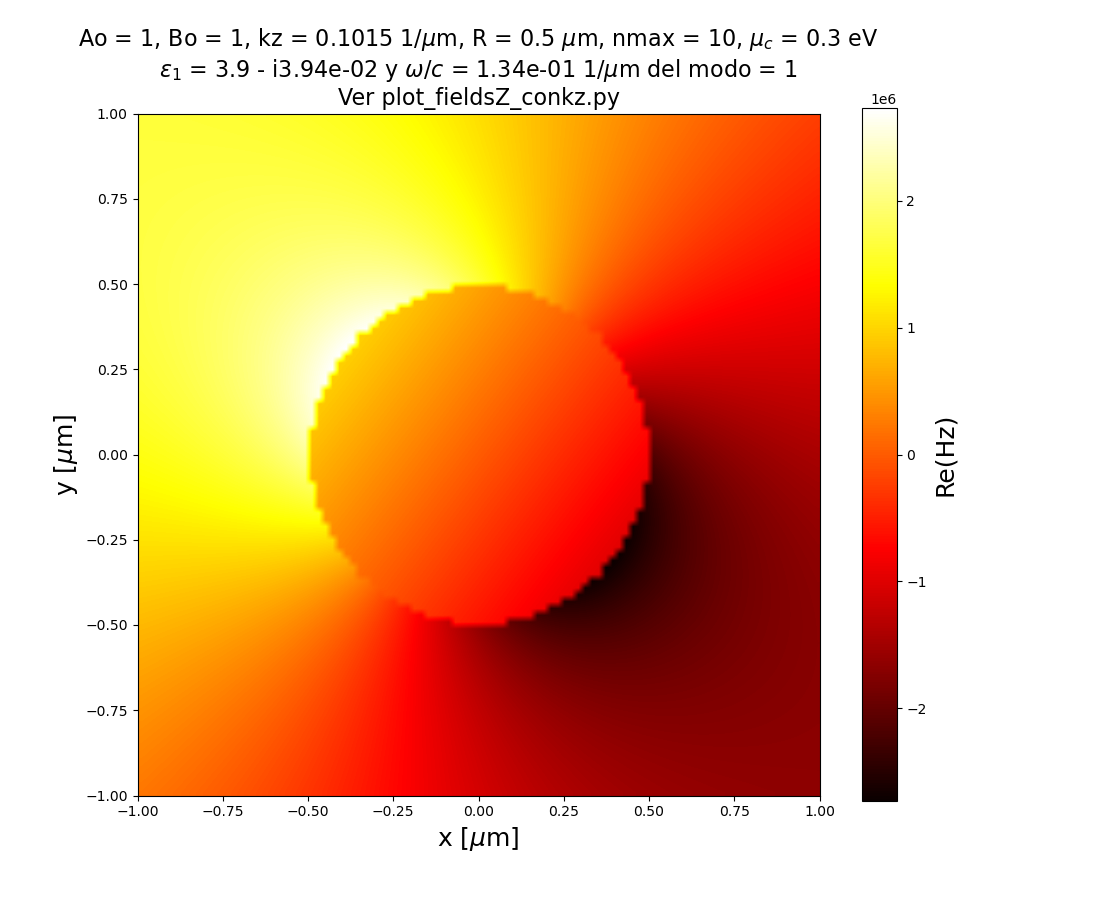 Ao = 1, Bo = 1, kz = 0.1015 1/μm, R = 0.5 μm, nmax = 10, μc = 0.3 eV
ε1 = 3.9 - i3.94e-02 y ω/c = 1.34e-01 1/μm del modo = 1
Ver plot_fieldsZ_conkz.py
1e6
1.00
0.75
0.50
0.25
0.00
−0.25
−0.50
−0.75
−1.00
y [μm]
−1.00 −0.75 −0.50 −0.25 0.00 0.25 0.50 0.75 1.00
x [μm]
2
1
0
−1
−2
Re(Hz)